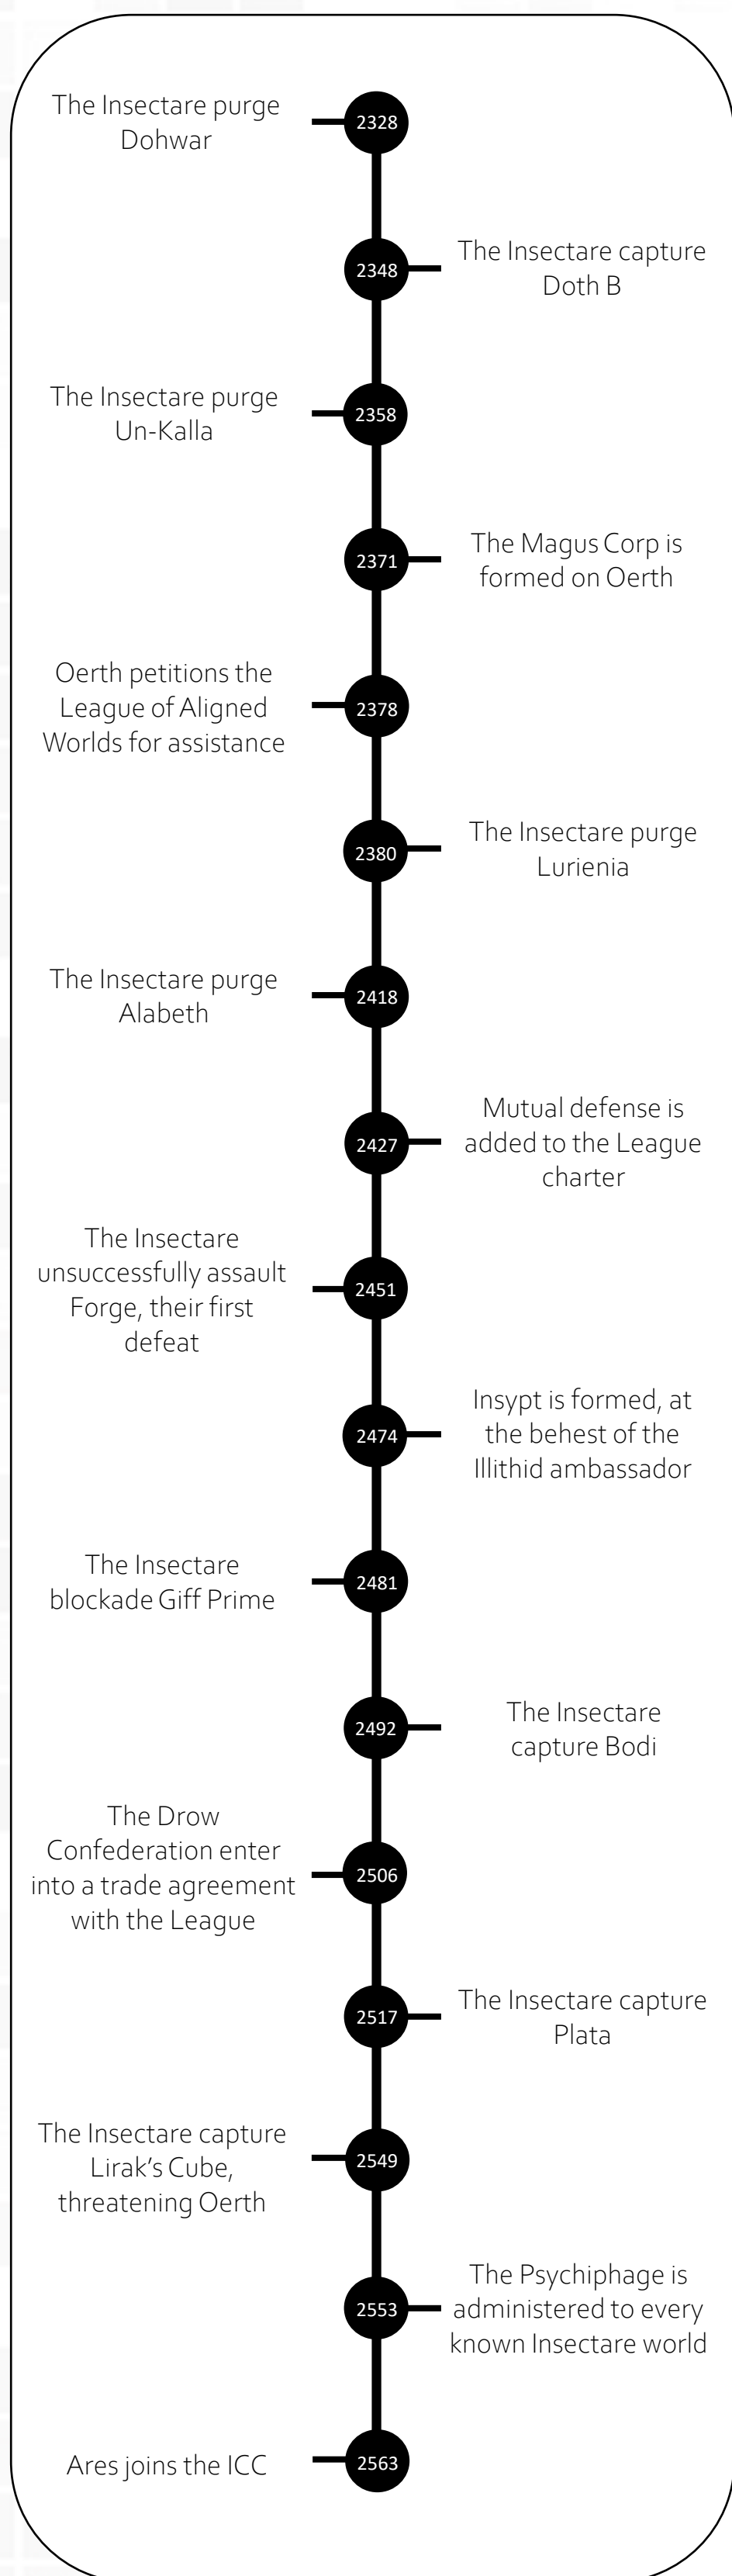 The Insectare purge
Dohwar
2328
2348
The Insectare capture
Doth B
The Insectare purge
Un-Kalla
2358
2371
The Magus Corp is
formed on Oerth
Oerth petitions the
League of Aligned
Worlds for assistance
2378
2380
The Insectare purge
Lurienia
The Insectare purge
Alabeth
2418
2427
Mutual defense is
added to the League
charter
The Insectare
unsuccessfully assault
Forge, their first
defeat
2451
2474
Insypt is formed, at
the behest of the
Illithid ambassador
The Insectare
blockade Giff Prime
2481
2492
The Insectare
capture Bodi
The Drow
Confederation enter
into a trade agreement
with the League
2506
2517
The Insectare capture
Plata
The Insectare capture
Lirak’s Cube,
threatening Oerth
2549
2553
The Psychiphage is
administered to every
known Insectare world
Ares joins the ICC
2563